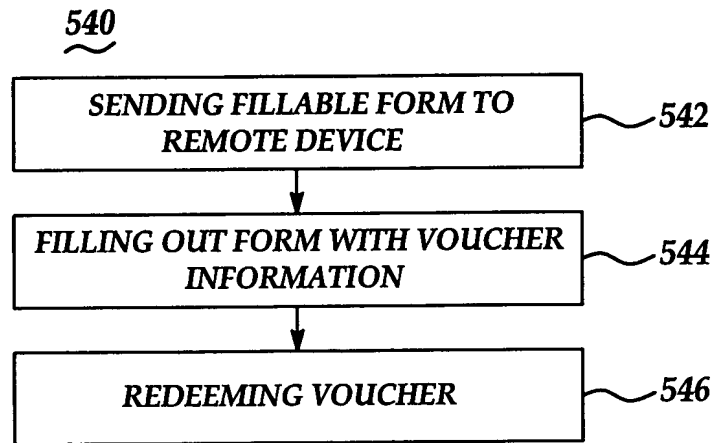 540
SENDING FILLABLE FORM TO
REMOTE DEVICE
542
FILLING OUT FORM WITH VOUCHER
INFORMATION
544
REDEEMING VOUCHER
546